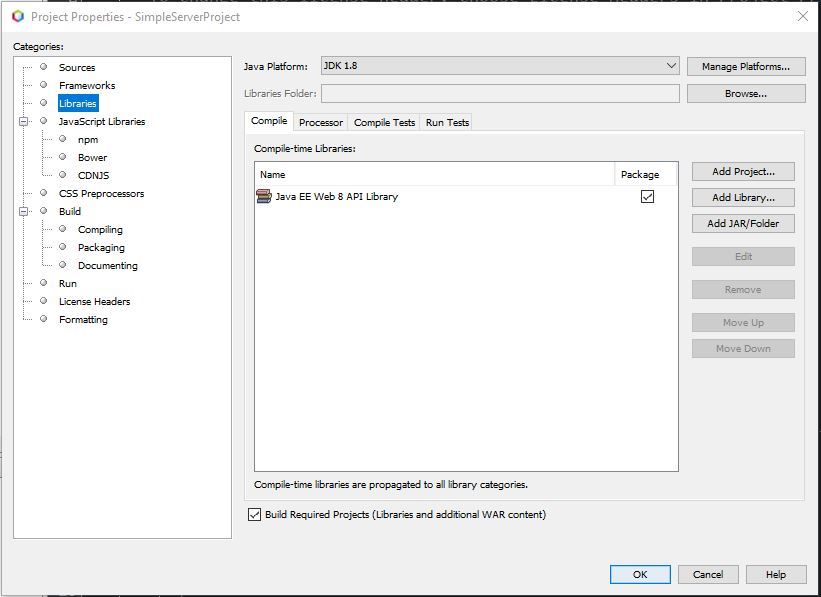 Project Properties - SimpleServerProject
Categories:
Sources
Frameworks
Libraries
JavaScript Libraries
npm
Bower
CDNJS
CSS Preprocessors
Build
Compiling
Packaging
Documenting
Run
License Headers
Formatting
Java Platform: JDK 1.8 Manage Platforms...
Libraries Folder: Browse...
Compile Processor Compile Tests Run Tests
Compile-time Libraries:
Name Package
Java EE Web 8 API Library
Add Project...
Add Library...
Add JAR/Folder
Edit
Remove
Move Up
Move Down
Compile-time libraries are propagated to all library categories.
Build Required Projects (Libraries and additional WAR content)
OK Cancel Help